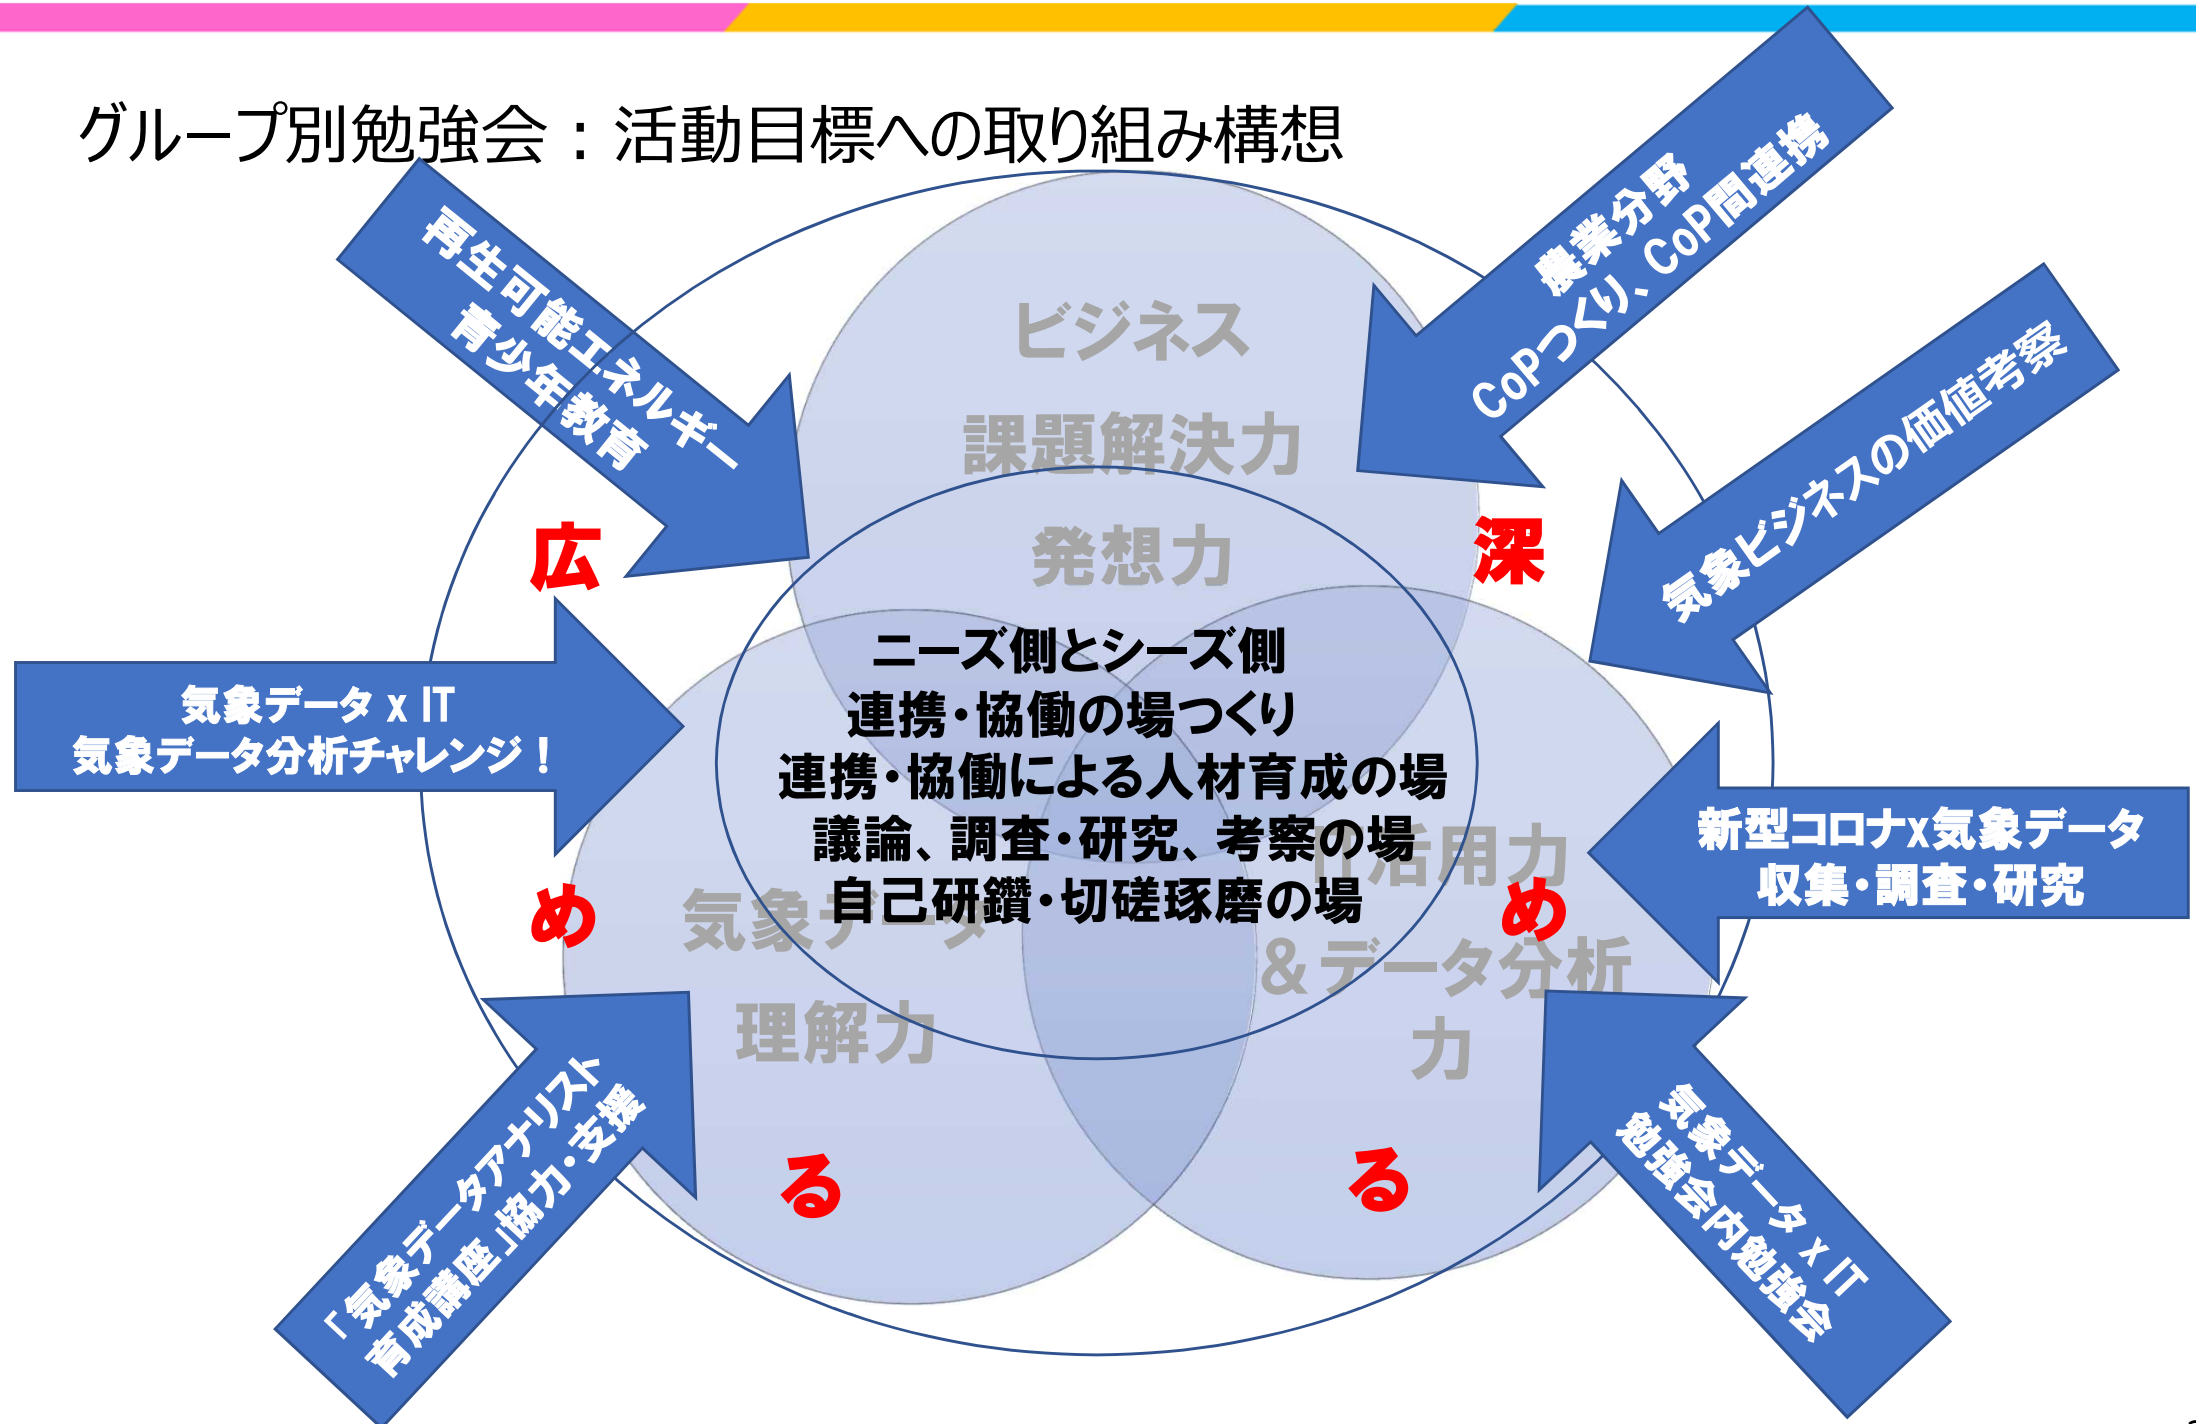 グループ別勉強会：活動目標への取り組み構想
再生可能エネルギー
青少年教育
農業分野
CoPつくり、CoP間連携
気象ビジネスの価値考察
ビジネス
課題解決力
発想力
広
め
る
深
め
る
気象データ x IT
気象データ分析チャレンジ！
ニーズ側とシーズ側
連携・協働の場つくり
連携・協働による人材育成の場
議論、調査・研究、考察の場
自己研鑽・切磋琢磨の場
新型コロナx気象データ
収集・調査・研究
気象データ
理解力
IT活用力
＆データ分析
力
「気象データアナリスト
育成講座」協力・支援
気象データ x IT
勉強会内勉強会